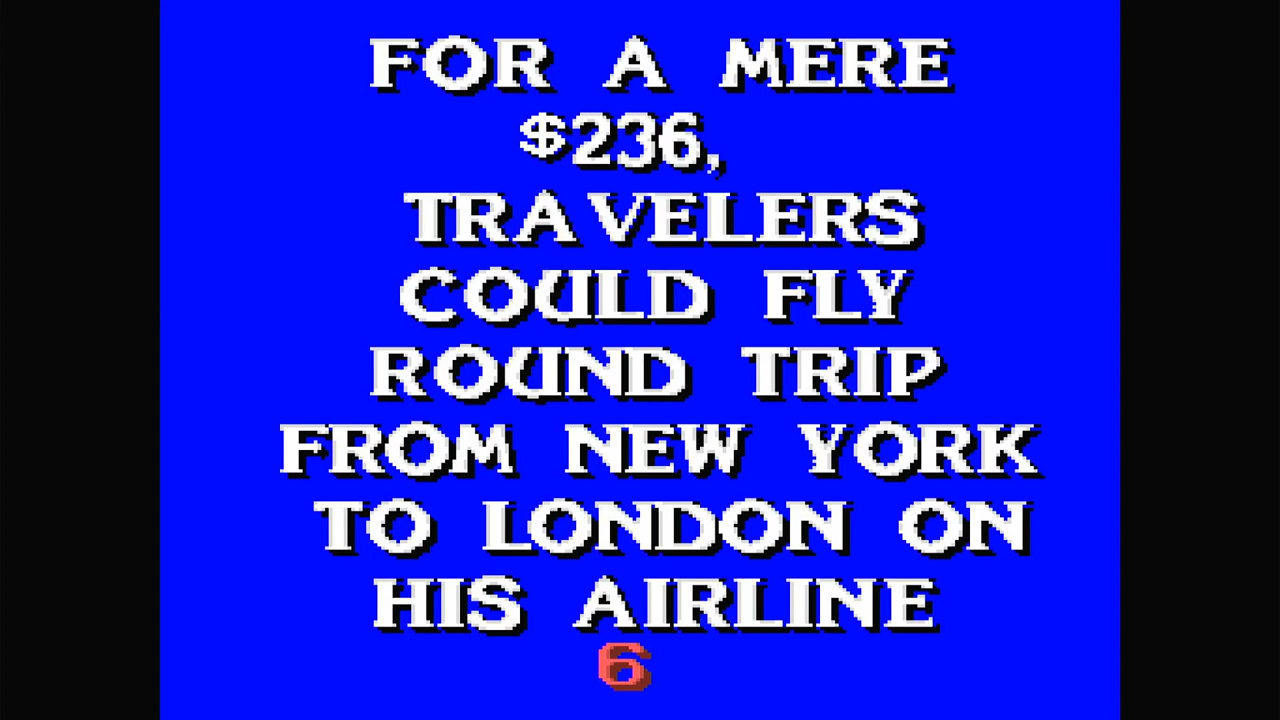 FOR A MERE
$236,
TRAVELERS
COULD FLY
ROUND TRIP
FROM NEW YORK
TO LONDON ON
HIS AIRLINE
6